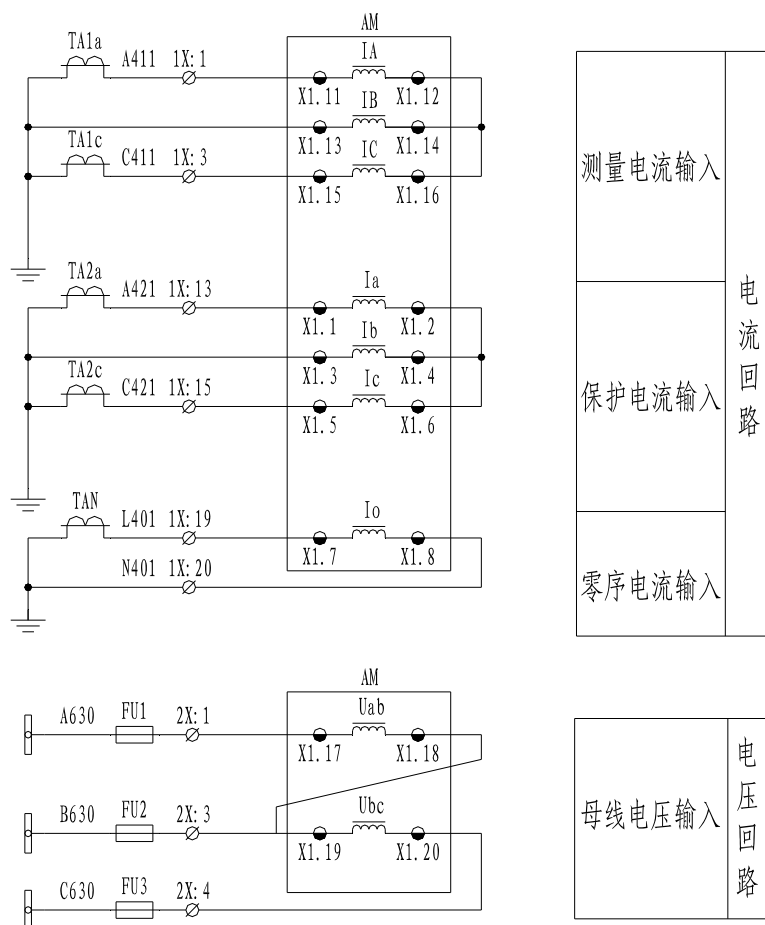 AM
TA1a A411 1X:1 IA
X1.11 X1.12
IB
TA1c C411 1X:3 X1.13 IC X1.14
X1.15 X1.16
测量电流输入
TA2a A421 1X:13 Ia
X1.1 X1.2
Ib
TA2c C421 1X:15 X1.3 Ic X1.4
X1.5 X1.6
保护电流输入
电流回路
TAN L401 1X:19 Io
X1.7 X1.8
N401 1X:20
零序电流输入
AM
A630 FU1 2X:1 Uab
X1.17 X1.18
B630 FU2 2X:3 Ubc
X1.19 X1.20
C630 FU3 2X:4
母线电压输入
电压回路